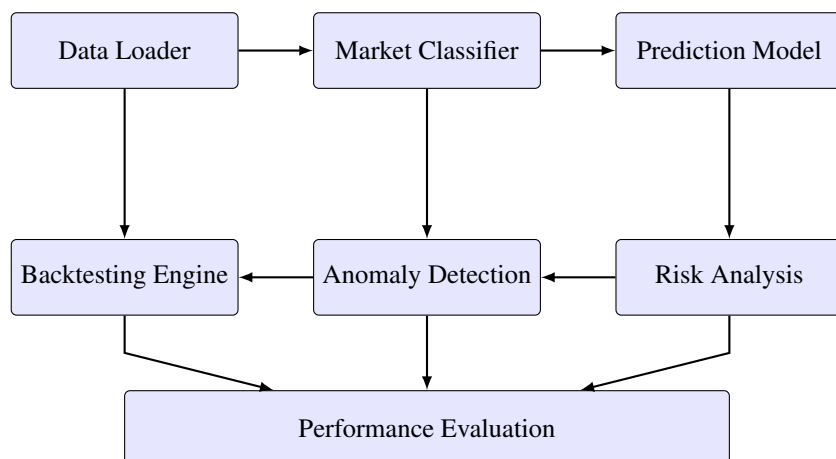 Data Loader
Market Classifier
Prediction Model
Backtesting Engine
Anomaly Detection
Risk Analysis
Performance Evaluation